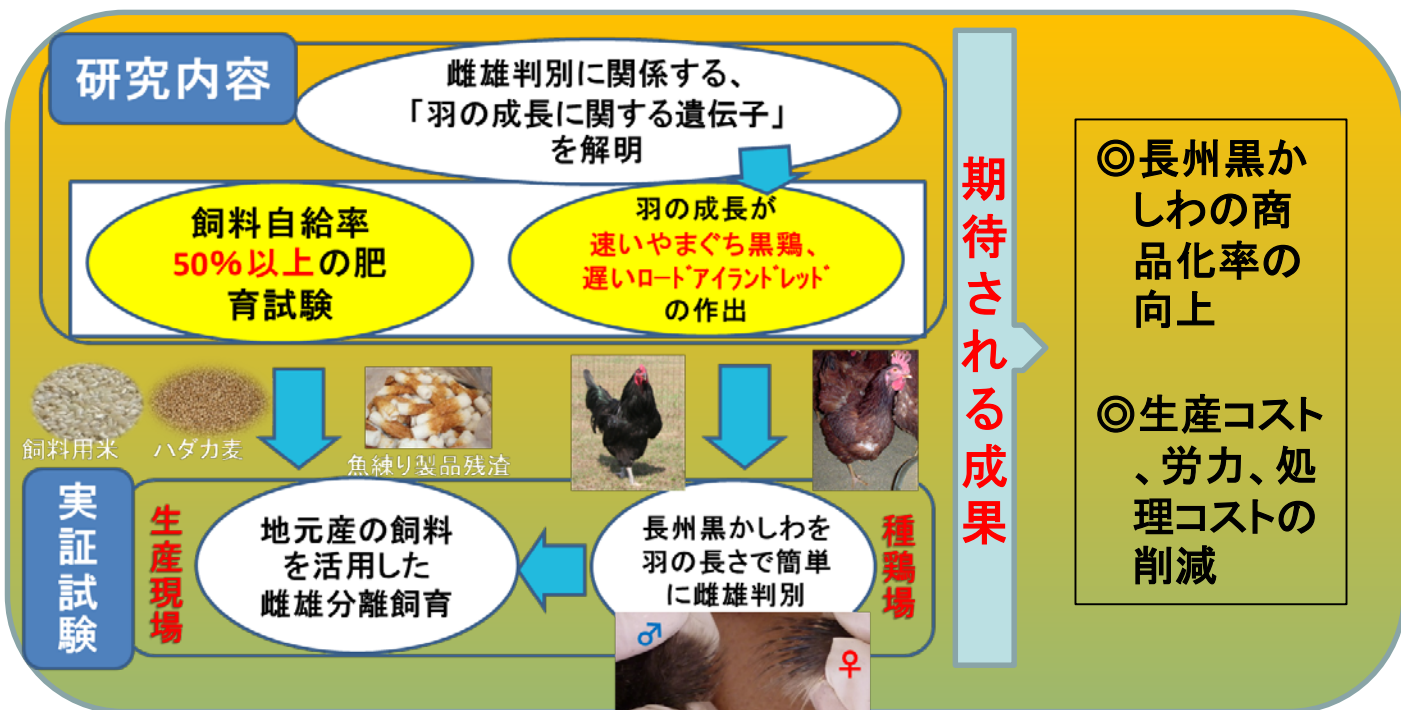 研究内容
雌雄判別に関係する、
「羽の成長に関する遺伝子」
を解明
飼料自給率
50%以上の肥
育試験
羽の成長が
速いやまぐち黒鶏、
遅いロードアイランドレッド
の作出
飼料用米
ハダカ麦
魚練り製品残渣
実証試験
生産現場
地元産の飼料
を活用した
雌雄分離飼育
長州黒かしわを
羽の長さで簡単
に雌雄判別
種鶏場
♂
♀
期待される成果
◎長州黒か
しわの商
品化率の
向上
◎生産コスト
、労力、処
理コストの
削減